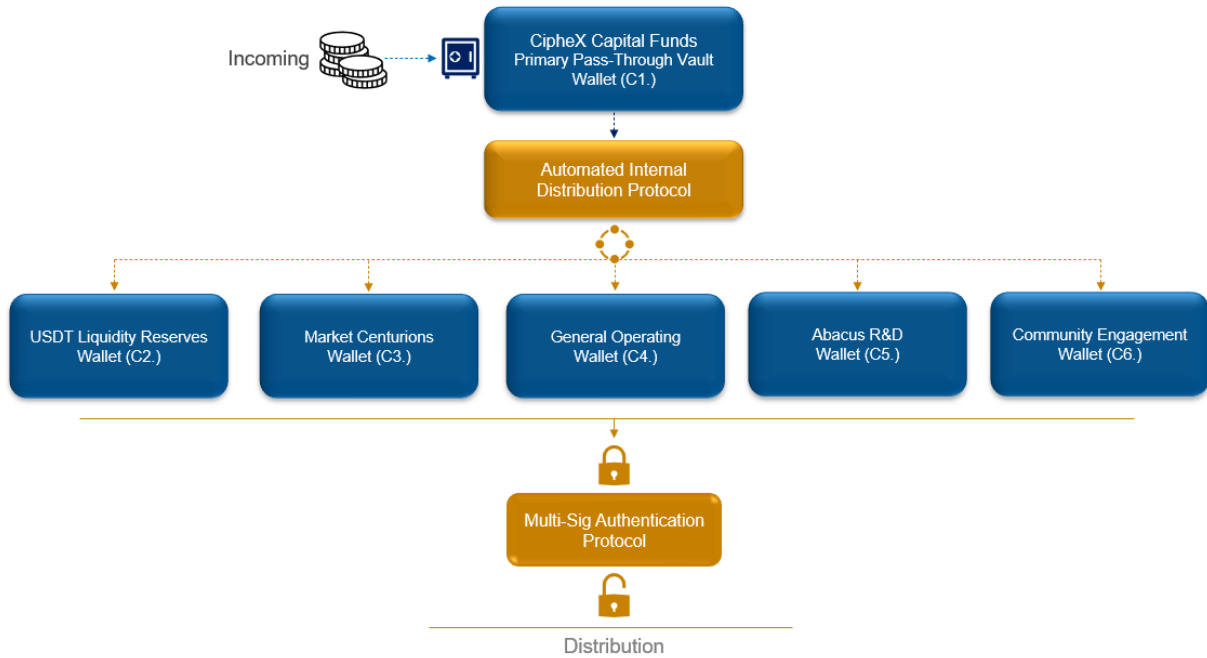 Incoming
CipheX Capital Funds
Primary Pass-Through Vault
Wallet (C1.)
Automated Internal
Distribution Protocol
USDT Liquidity Reserves
Wallet (C2.)
Market Centurions
Wallet (C3.)
General Operating
Wallet (C4.)
Abacus R&D
Wallet (C5.)
Community Engagement
Wallet (C6.)
Multi-Sig Authentication
Protocol
Distribution